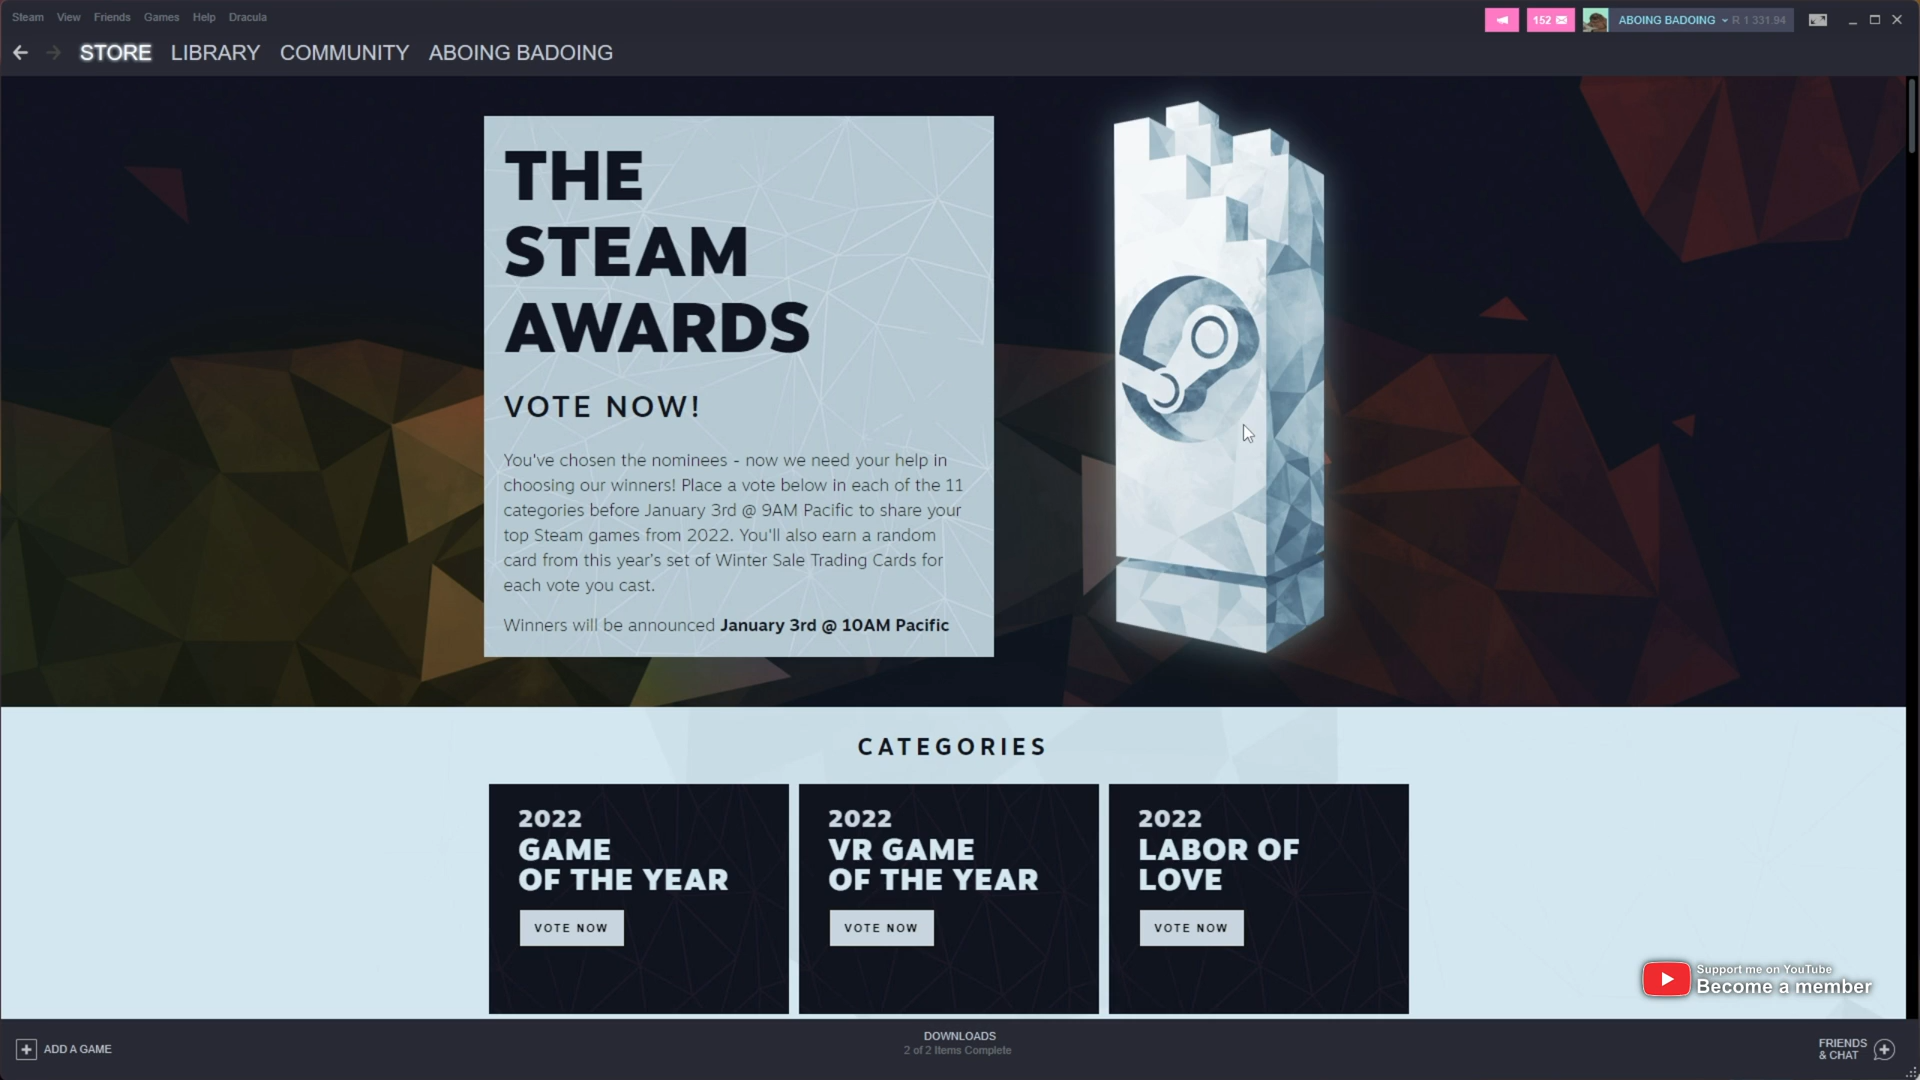 Steam View Friends Games Help Dracula
152
ABOING BADOING R 1 331.94
STORE LIBRARY COMMUNITY ABOING BADOING
THE
STEAM
AWARDS
VOTE NOW!
You've chosen the nominees - now we need your help in
choosing our winners! Place a vote below in each of the 11
categories before January 3rd @ 9AM Pacific to share your
top Steam games from 2022. You'll also earn a random
card from this year's set of Winter Sale Trading Cards for
each vote you cast.
Winners will be announced January 3rd @ 10AM Pacific
CATEGORIES
2022
GAME
OF THE YEAR
VOTE NOW
2022
VR GAME
OF THE YEAR
VOTE NOW
2022
LABOR OF
LOVE
VOTE NOW
Support me on YouTube
Become a member
ADD A GAME
DOWNLOADS
2 of 2 Items Complete
FRIENDS
& CHAT